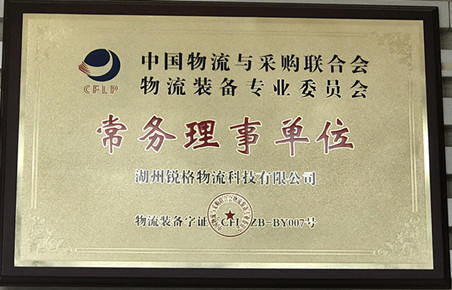 中国物流与采购联合会
CFLP
物流装备专业委员会
常务理事单位
湖州锐格物流科技有限公司
物流装备字证 CFL ZB-BY007号